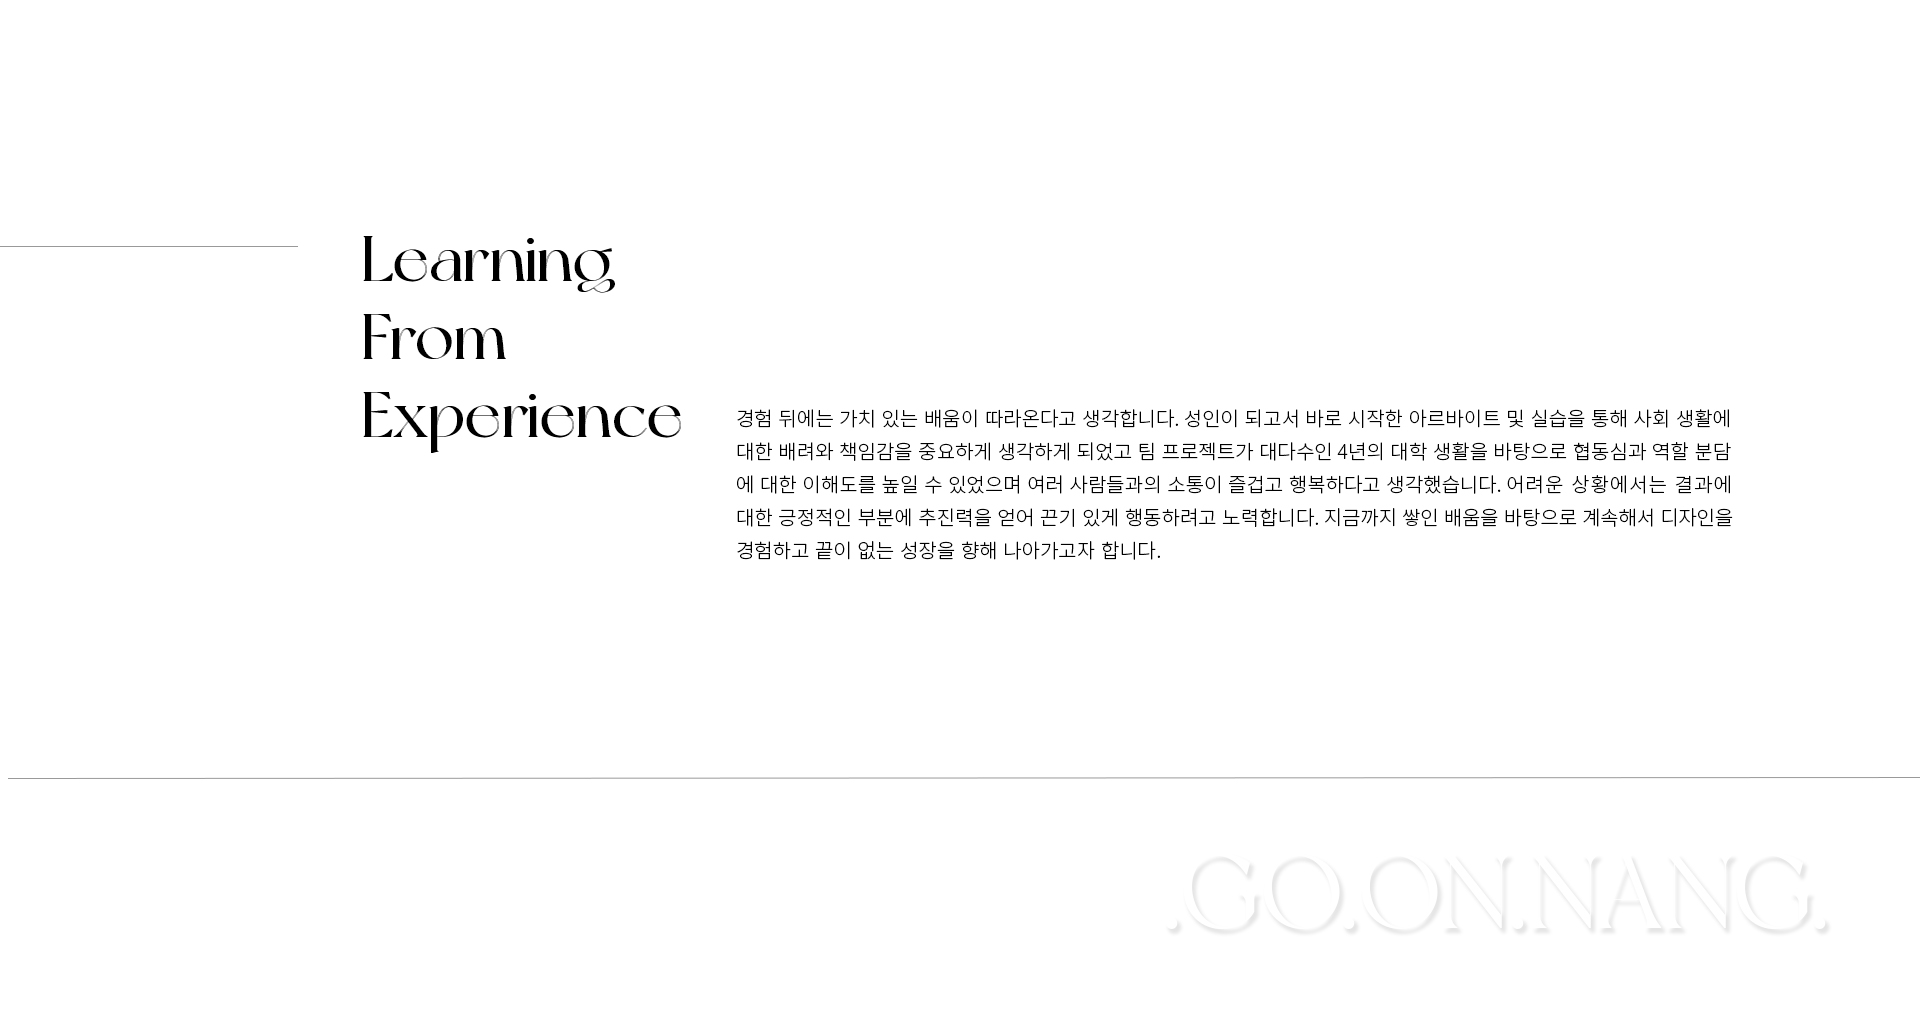 Learning
From
Experience
경험 뒤에는 가치 있는 배움이 따라온다고 생각합니다. 성인이 되고서 바로 시작한 아르바이트 및 실습을 통해 사회 생활에
대한 배려와 책임감을 중요하게 생각하게 되었고 팀 프로젝트가 대다수인 4년의 대학 생활을 바탕으로 협동심과 역할 분담
에 대한 이해도를 높일 수 있었으며 여러 사람들과의 소통이 즐겁고 행복하다고 생각했습니다. 어려운 상황에서는 결과에
대한 긍정적인 부분에 추진력을 얻어 끈기 있게 행동하려고 노력합니다. 지금까지 쌓인 배움을 바탕으로 계속해서 디자인을
경험하고 끝이 없는 성장을 향해 나아가고자 합니다.
.GO.ON.NANG.